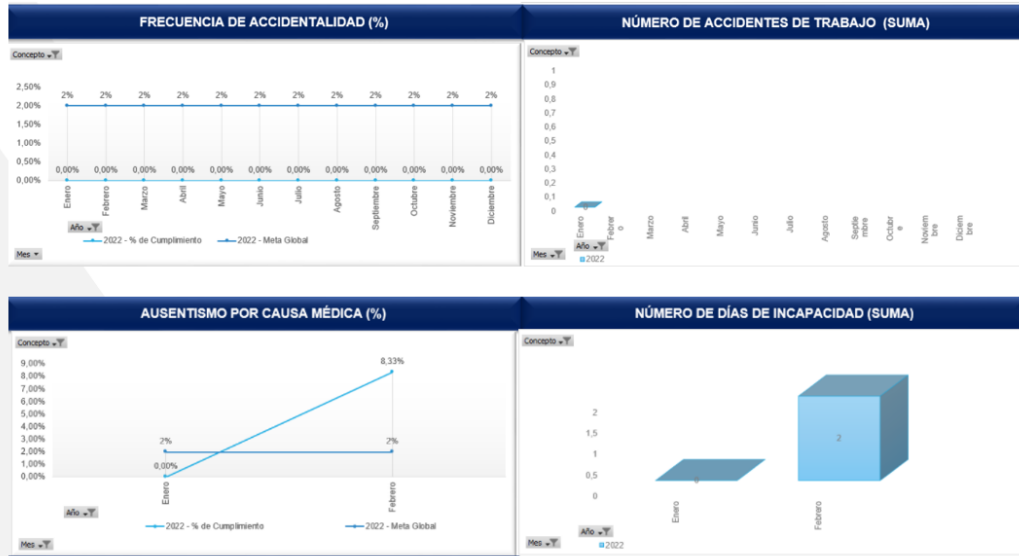 FRECUENCIA DE ACCIDENTALIDAD (%)
Concepto
2,50%
2,00%
1,50%
1,00%
0,50%
0,00%
2% 2% 2% 2% 2% 2% 2% 2% 2% 2% 2% 2%
0,00% 0,00% 0,00% 0,00% 0,00% 0,00% 0,00% 0,00% 0,00% 0,00% 0,00% 0,00%
Enero Febrero Marzo Abril Mayo Junio Julio Agosto Septiembre Octubre Noviembre Diciembre
Año
2022 - % de Cumplimiento 2022 - Meta Global
Mes
NÚMERO DE ACCIDENTES DE TRABAJO (SUMA)
Concepto
1
0,9
0,8
0,7
0,6
0,5
0,4
0,3
0,2
0,1
0
0
Enero Febrero Marzo Abril Mayo Junio Julio Agosto Septiembre Octubre Noviembre Diciembre
Año
Mes
2022
AUSENTISMO POR CAUSA MÉDICA (%)
Concepto
9,00%
8,00%
7,00%
6,00%
5,00%
4,00%
3,00%
2,00%
1,00%
0,00%
8,33%
2% 2%
0,00%
Enero Febrero
Año
2022 - % de Cumplimiento 2022 - Meta Global
Mes
NÚMERO DE DÍAS DE INCAPACIDAD (SUMA)
Concepto
2
1,5
1
0,5
0
0
2
Enero Febrero
Año
Mes
2022